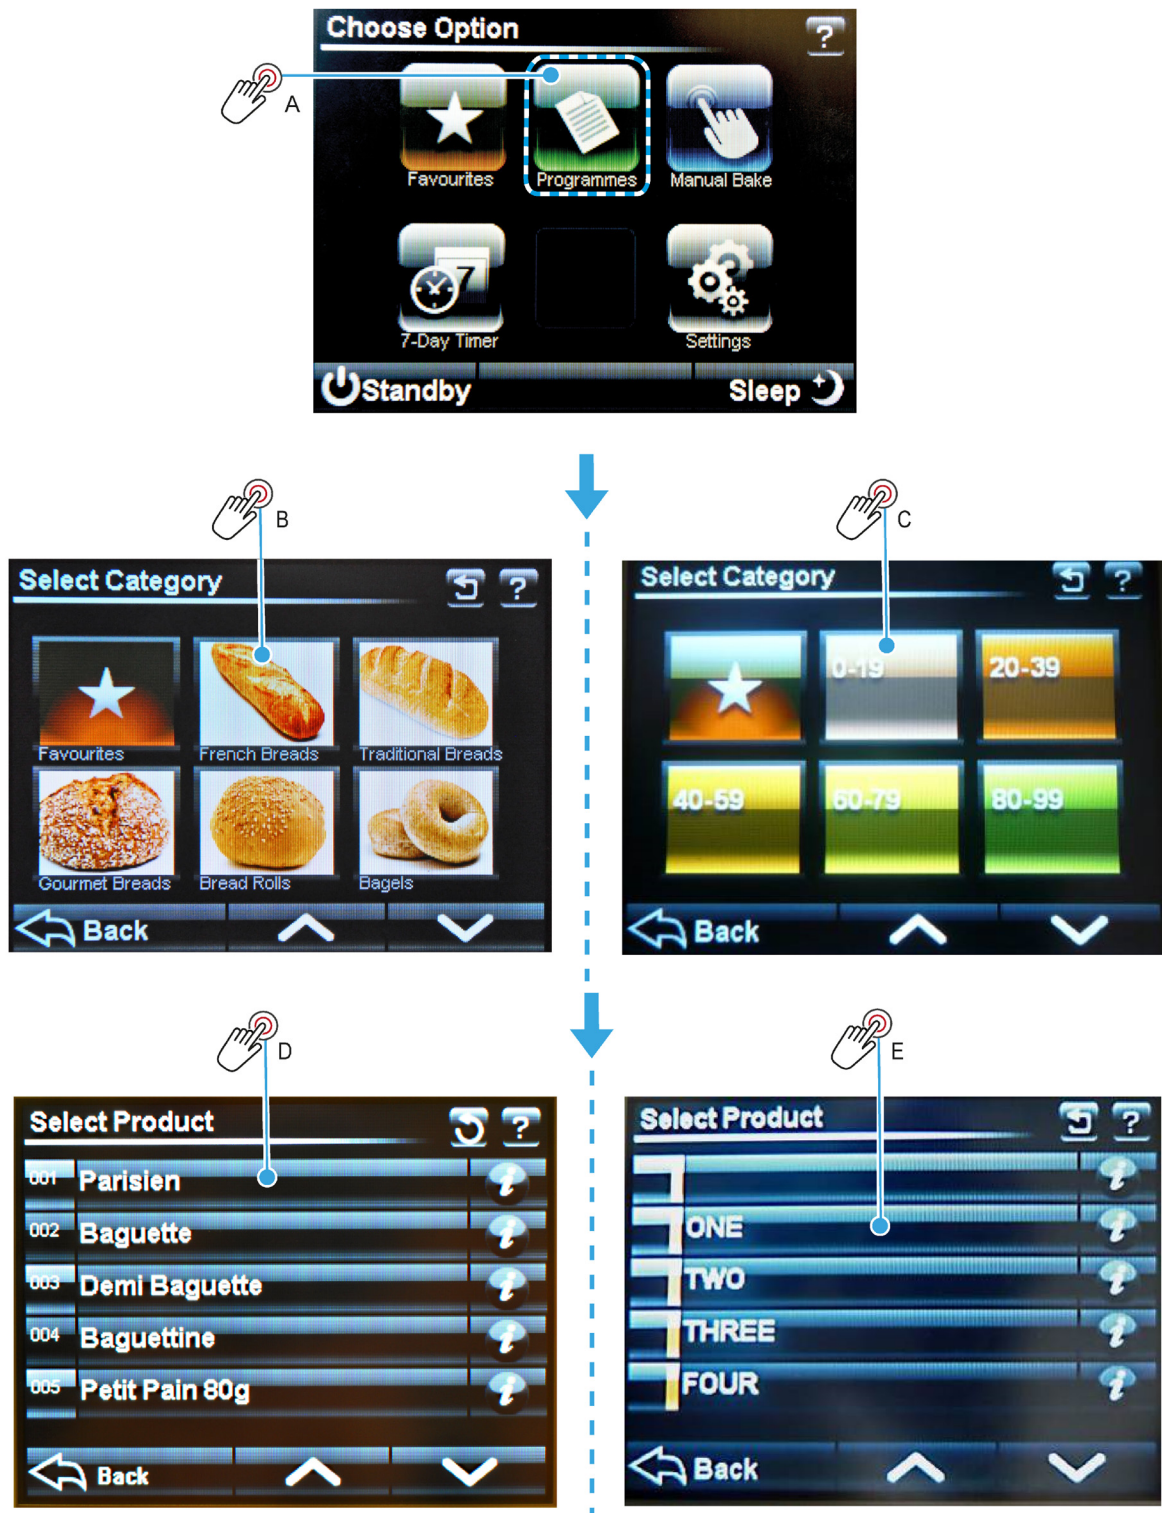 Choose Option
?
A
Favourites
Programmes
Manual Bake
7
7-Day Timer
Settings
Standby
Sleep
B
C
Select Category
?
Favourites
French Breads
Traditional Breads
Gourmet Breads
Bread Rolls
Bagels
Back
Select Category
?
0-19
20-39
40-59
60-79
80-99
Back
D
E
Select Product
?
001 Parisien i
002 Baguette i
003 Demi Baguette i
004 Baguettine i
005 Petit Pain 80g i
Back
Select Product
?
i
ONE i
TWO i
THREE i
FOUR i
Back